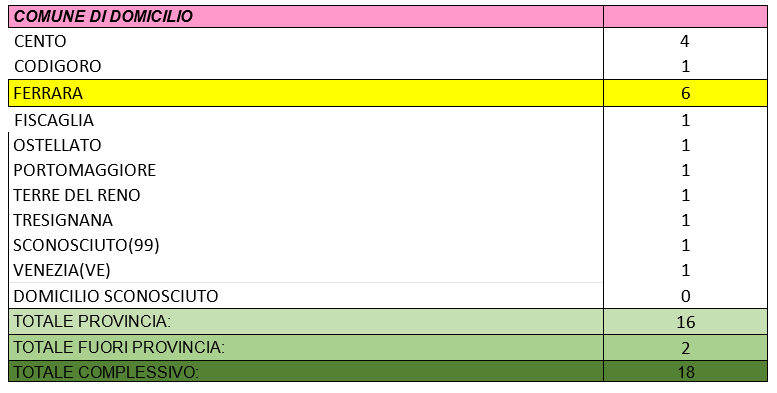 COMUNE DI DOMICILIO
CENTO 4
CODIGORO 1
FERRARA 6
FISCAGLIA 1
OSTELLATO 1
PORTOMAGGIORE 1
TERRE DEL RENO 1
TRESIGNANA 1
SCONOSCIUTO(99) 1
VENEZIA(VE) 1
DOMICILIO SCONOSCIUTO 0
TOTALE PROVINCIA: 16
TOTALE FUORI PROVINCIA: 2
TOTALE COMPLESSIVO: 18